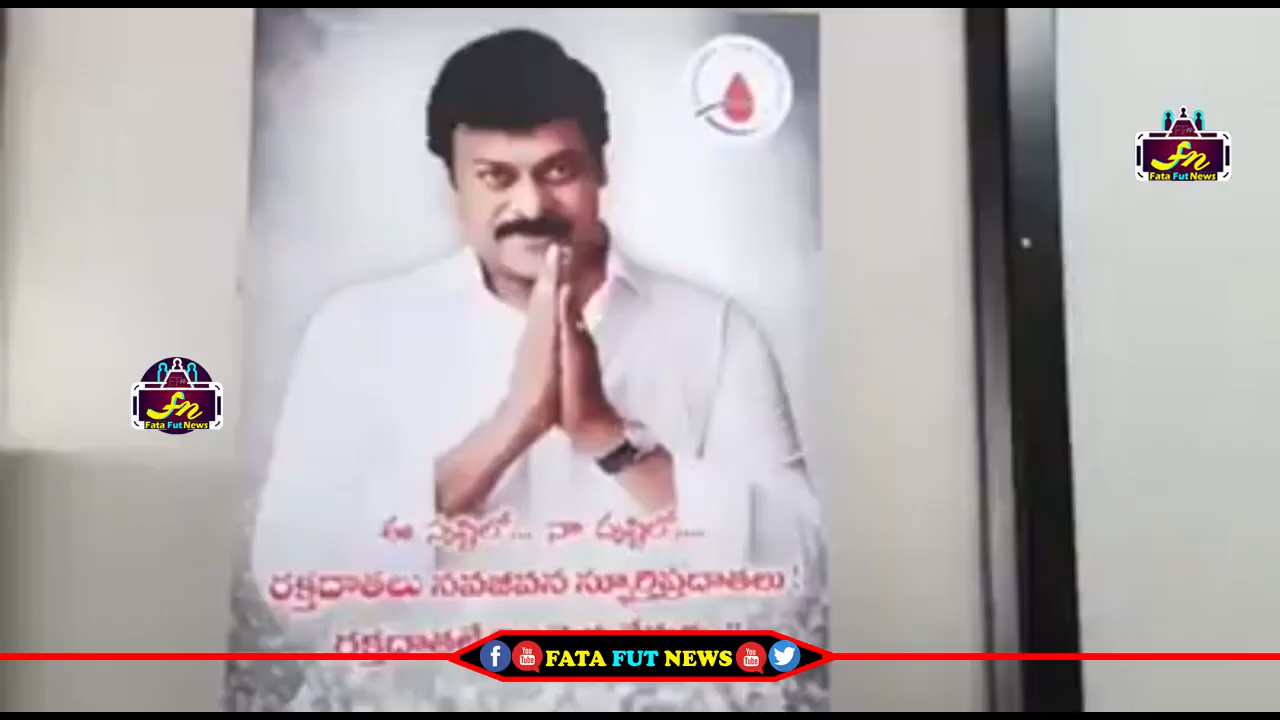 Fata Fut News
Fata Fut News
ఈ సృష్టిలో... నా దృష్టిలో....
రక్తదాతలు నవజీవన స్ఫూర్తిప్రదాతలు !
FATA FUT NEWS